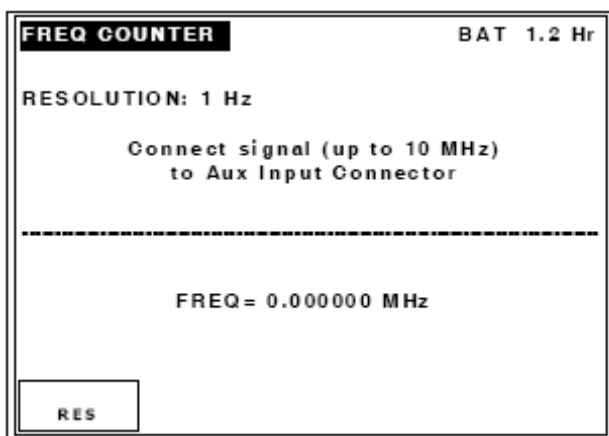 FREQ COUNTER BAT 1.2 Hr
RESOLUTION: 1 Hz
Connect signal (up to 10 MHz)
to Aux Input Connector
FREQ= 0.000000 MHz
RES